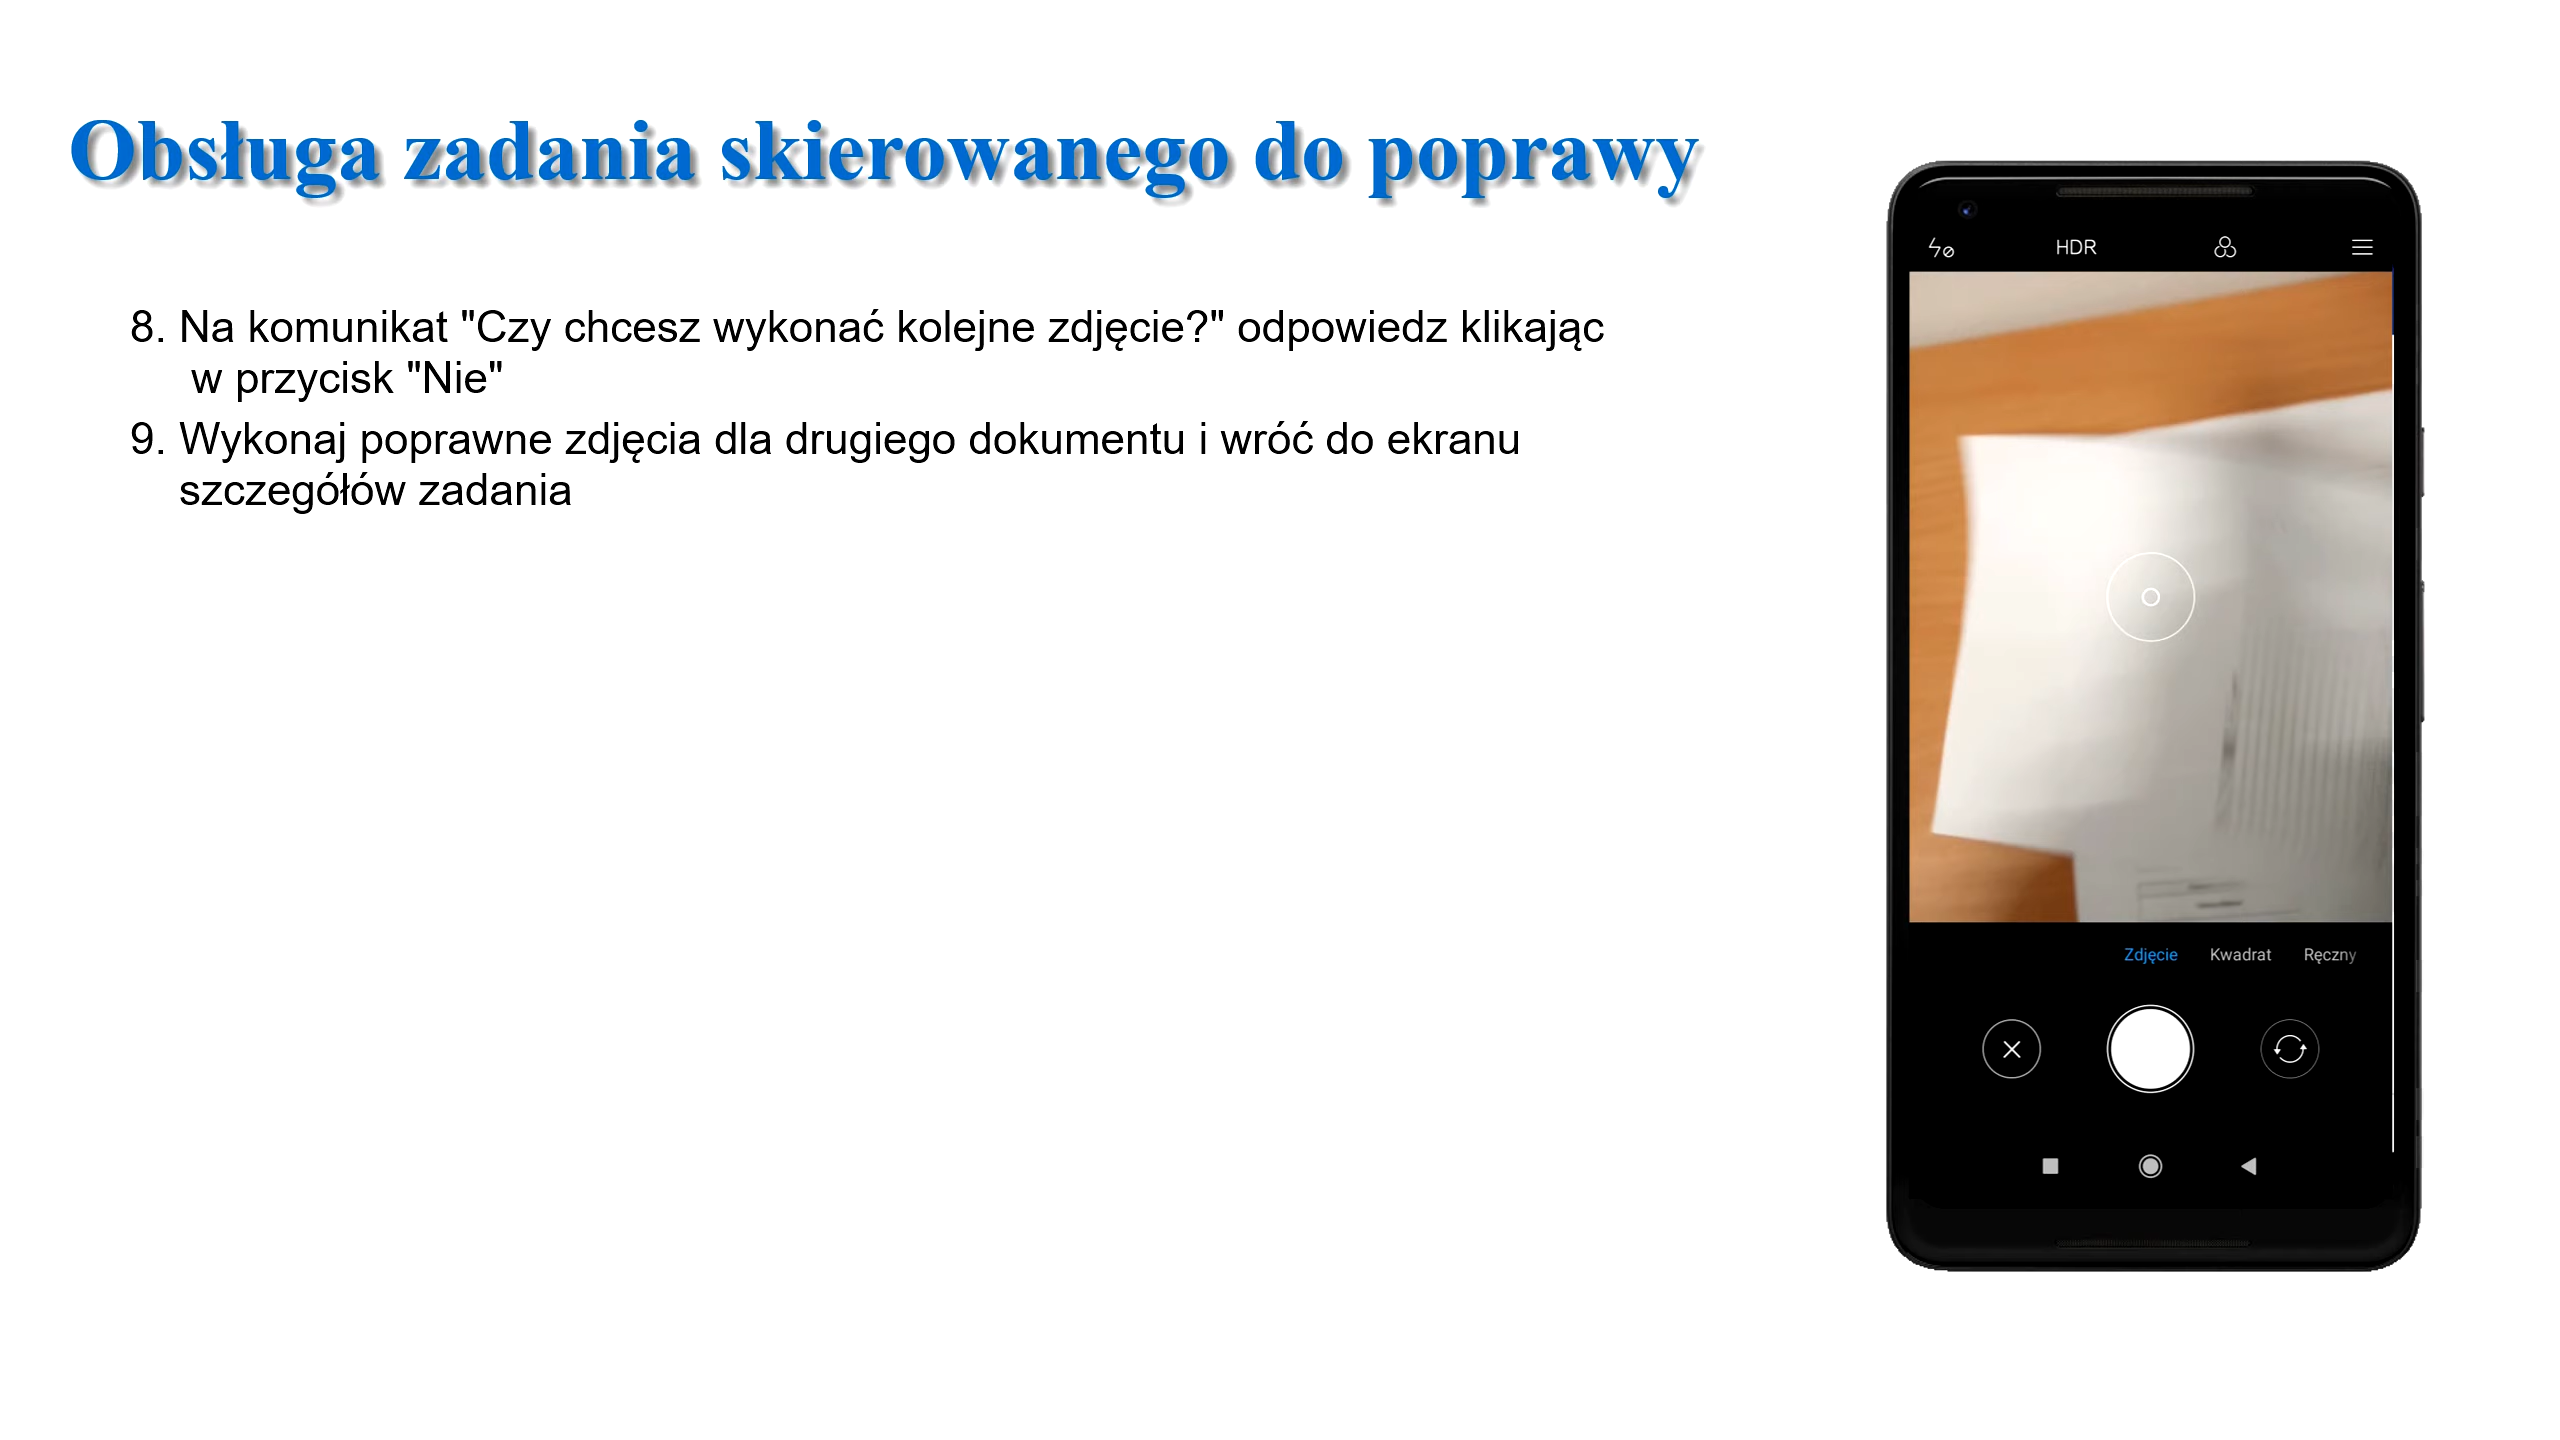 Obsługa zadania skierowanego do poprawy
8. Na komunikat "Czy chcesz wykonać kolejne zdjęcie?" odpowiedz klikając
w przycisk "Nie"
9. Wykonaj poprawne zdjęcia dla drugiego dokumentu i wróć do ekranu
szczegółów zadania
HDR
Zdjęcie Kwadrat Ręczny